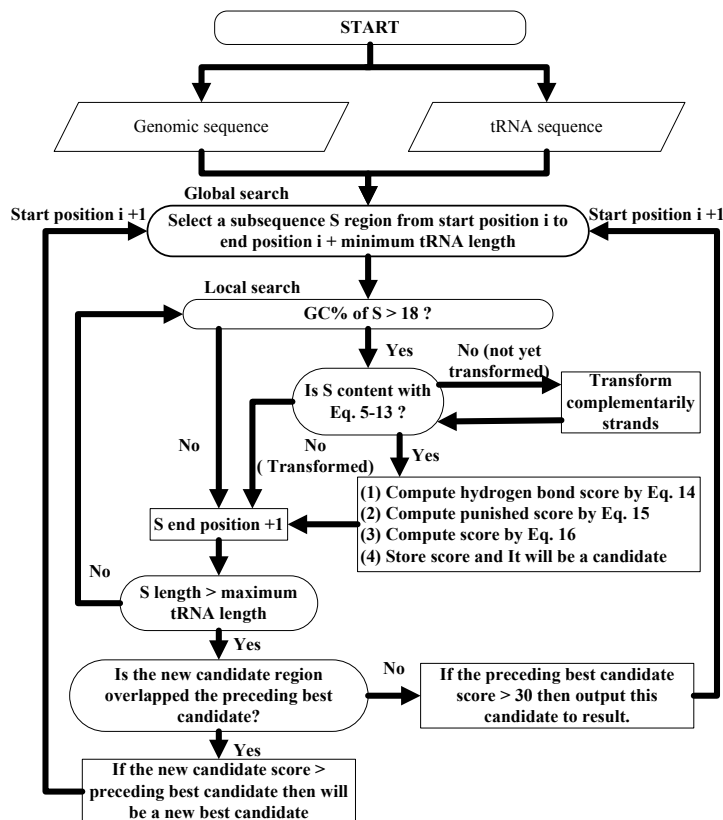 START
Genomic sequence
tRNA sequence
Global search
Start position i +1
Start position i +1
Select a subsequence S region from start position i to
end position i + minimum tRNA length
Local search
GC% of S > 18 ?
Yes
No (not yet
transformed)
Is S content with
Eq. 5-13 ?
Transform
complementarily
strands
No
No
( Transformed)
Yes
(1) Compute hydrogen bond score by Eq. 14
(2) Compute punished score by Eq. 15
(3) Compute score by Eq. 16
(4) Store score and It will be a candidate
S end position +1
No
S length > maximum
tRNA length
Yes
Is the new candidate region
overlapped the preceding best
candidate?
No
If the preceding best candidate
score > 30 then output this
candidate to result.
Yes
If the new candidate score >
preceding best candidate then will
be a new best candidate